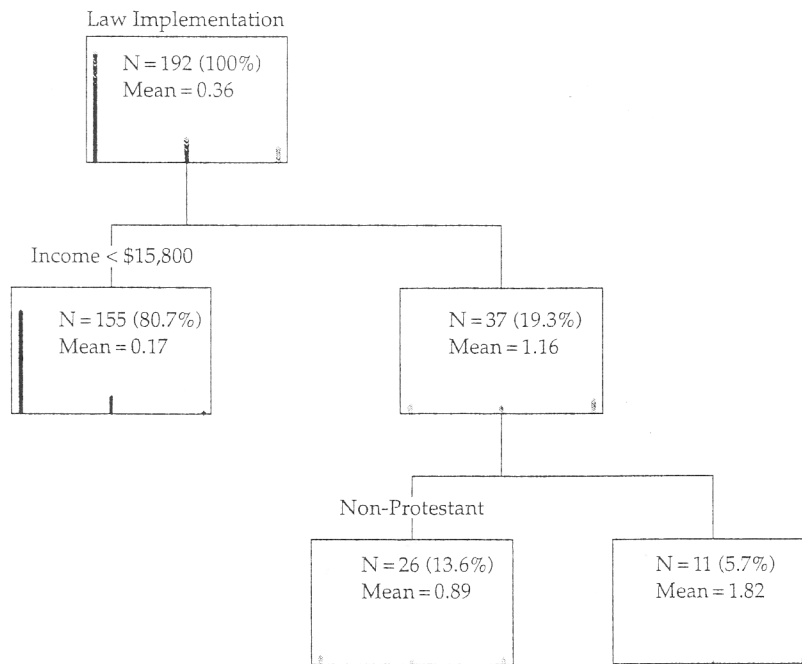 Law Implementation
N = 192 (100%)
Mean = 0.36
Income < $15,800
N = 155 (80.7%)
Mean = 0.17
N = 37 (19.3%)
Mean = 1.16
Non-Protestant
N = 26 (13.6%)
Mean = 0.89
N = 11 (5.7%)
Mean = 1.82